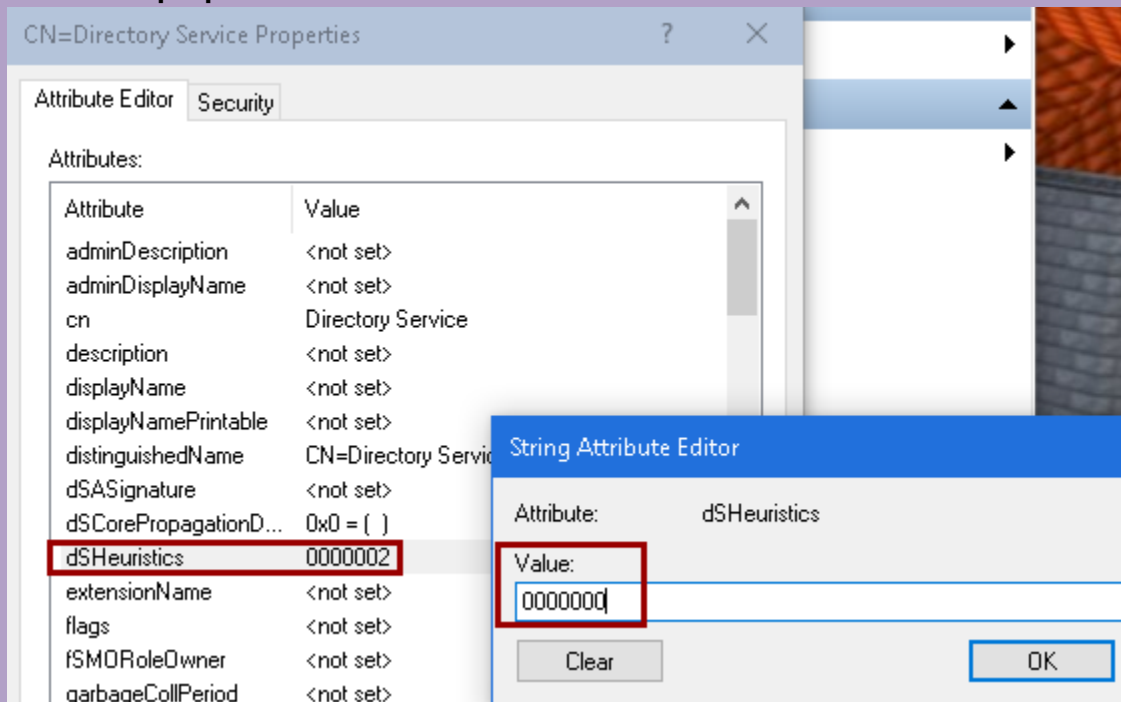 CN=Directory Service Properties ? ×
Attribute Editor Security
Attributes:
Attribute Value
adminDescription <not set>
adminDisplayName <not set>
cn Directory Service
description <not set>
displayName <not set>
displayNamePrintable <not set>
distinguishedName CN=Directory Servic
dSASignature <not set>
dSCorePropagationD... 0x0 = ( )
dSHeuristics 0000002
extensionName <not set>
flags <not set>
fSMORoleOwner <not set>
garbageCollPeriod <not set>
String Attribute Editor
Attribute: dSHeuristics
Value:
0000000
Clear OK